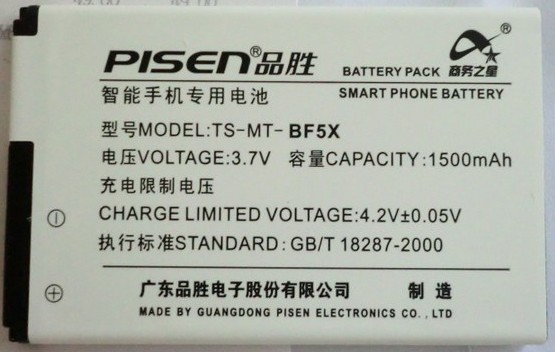 PISEN®品胜
BATTERY PACK 商务之星®
智能手机专用电池 SMART PHONE BATTERY
型号MODEL:TS-MT-BF5X
电压VOLTAGE:3.7V 容量CAPACITY:1500mAh
充电限制电压
CHARGE LIMITED VOLTAGE:4.2V±0.05V
执行标准STANDARD: GB/T 18287-2000
广东品胜电子股份有限公司 制 造
MADE BY GUANGDONG PISEN ELECTRONICS CO. , LTD